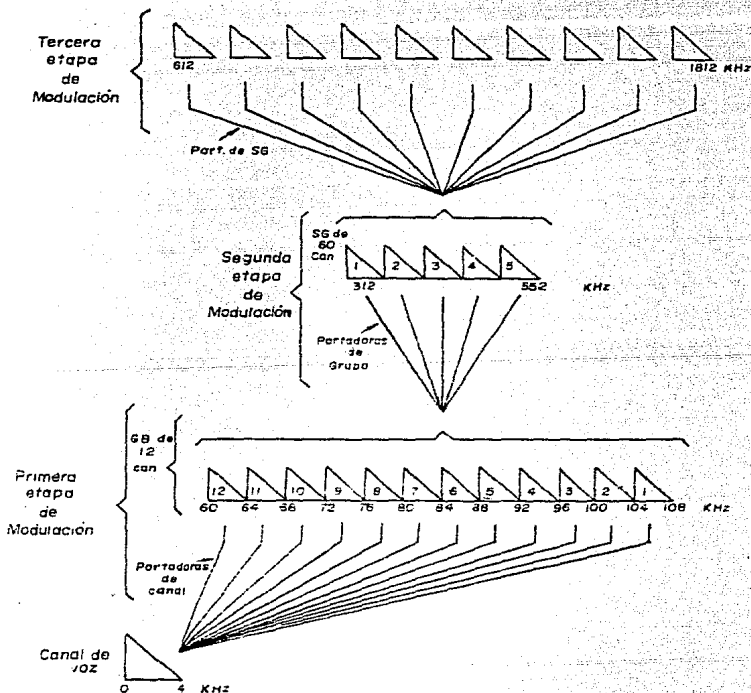 Tercera
etapa
de
Modulación
612
1812 KHz
Port. de SG
SG de
60
Can
Segunda
etapa
de
Modulación
1 2 3 4 5
312
552
KHz
Portadoras
de
Grupo
GB de
12
can
Primera
etapa
de
Modulación
12 11 10 9 8 7 6 5 4 3 2 1
60 64 68 72 76 80 84 88 92 96 100 104 108 KHz
Portadoras
de canal
Canal de
voz
0 4 KHz